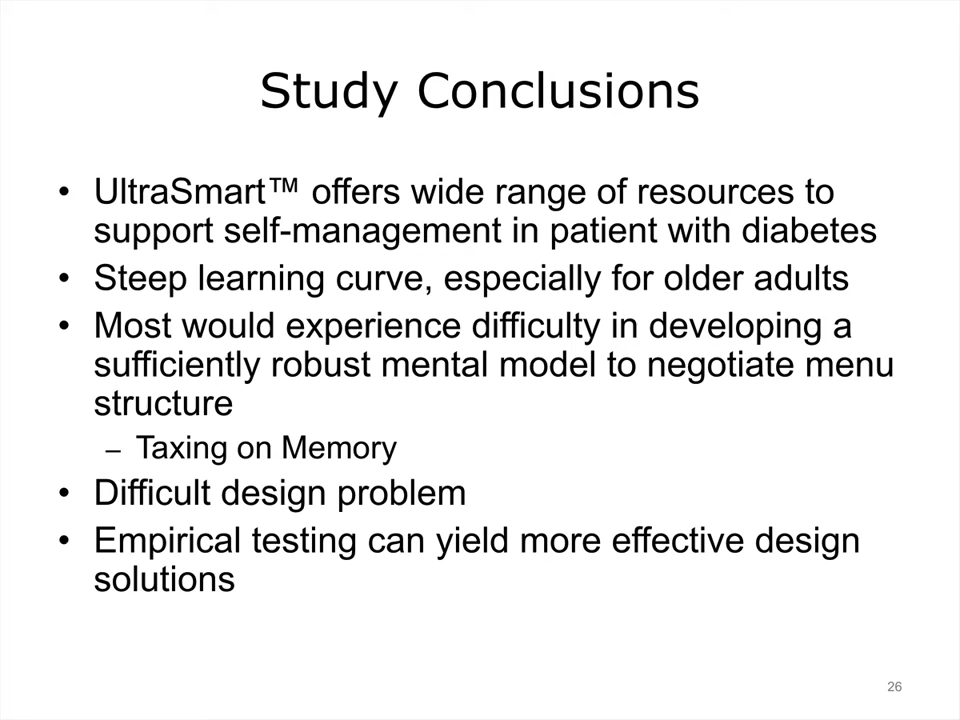 Study Conclusions
• UltraSmart™ offers wide range of resources to
support self-management in patient with diabetes
• Steep learning curve, especially for older adults
• Most would experience difficulty in developing a
sufficiently robust mental model to negotiate menu
structure
– Taxing on Memory
• Difficult design problem
• Empirical testing can yield more effective design
solutions
26